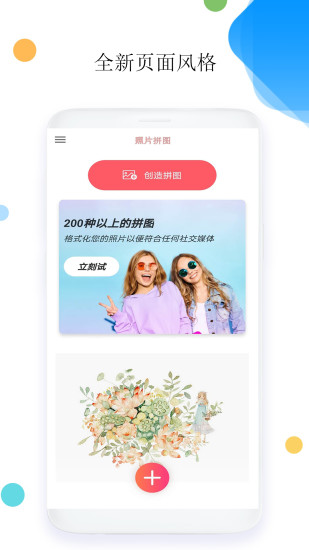 全新页面风格
照片拼图
创造拼图
200种以上的拼图
格式化您的照片以便符合任何社交媒体
立刻试